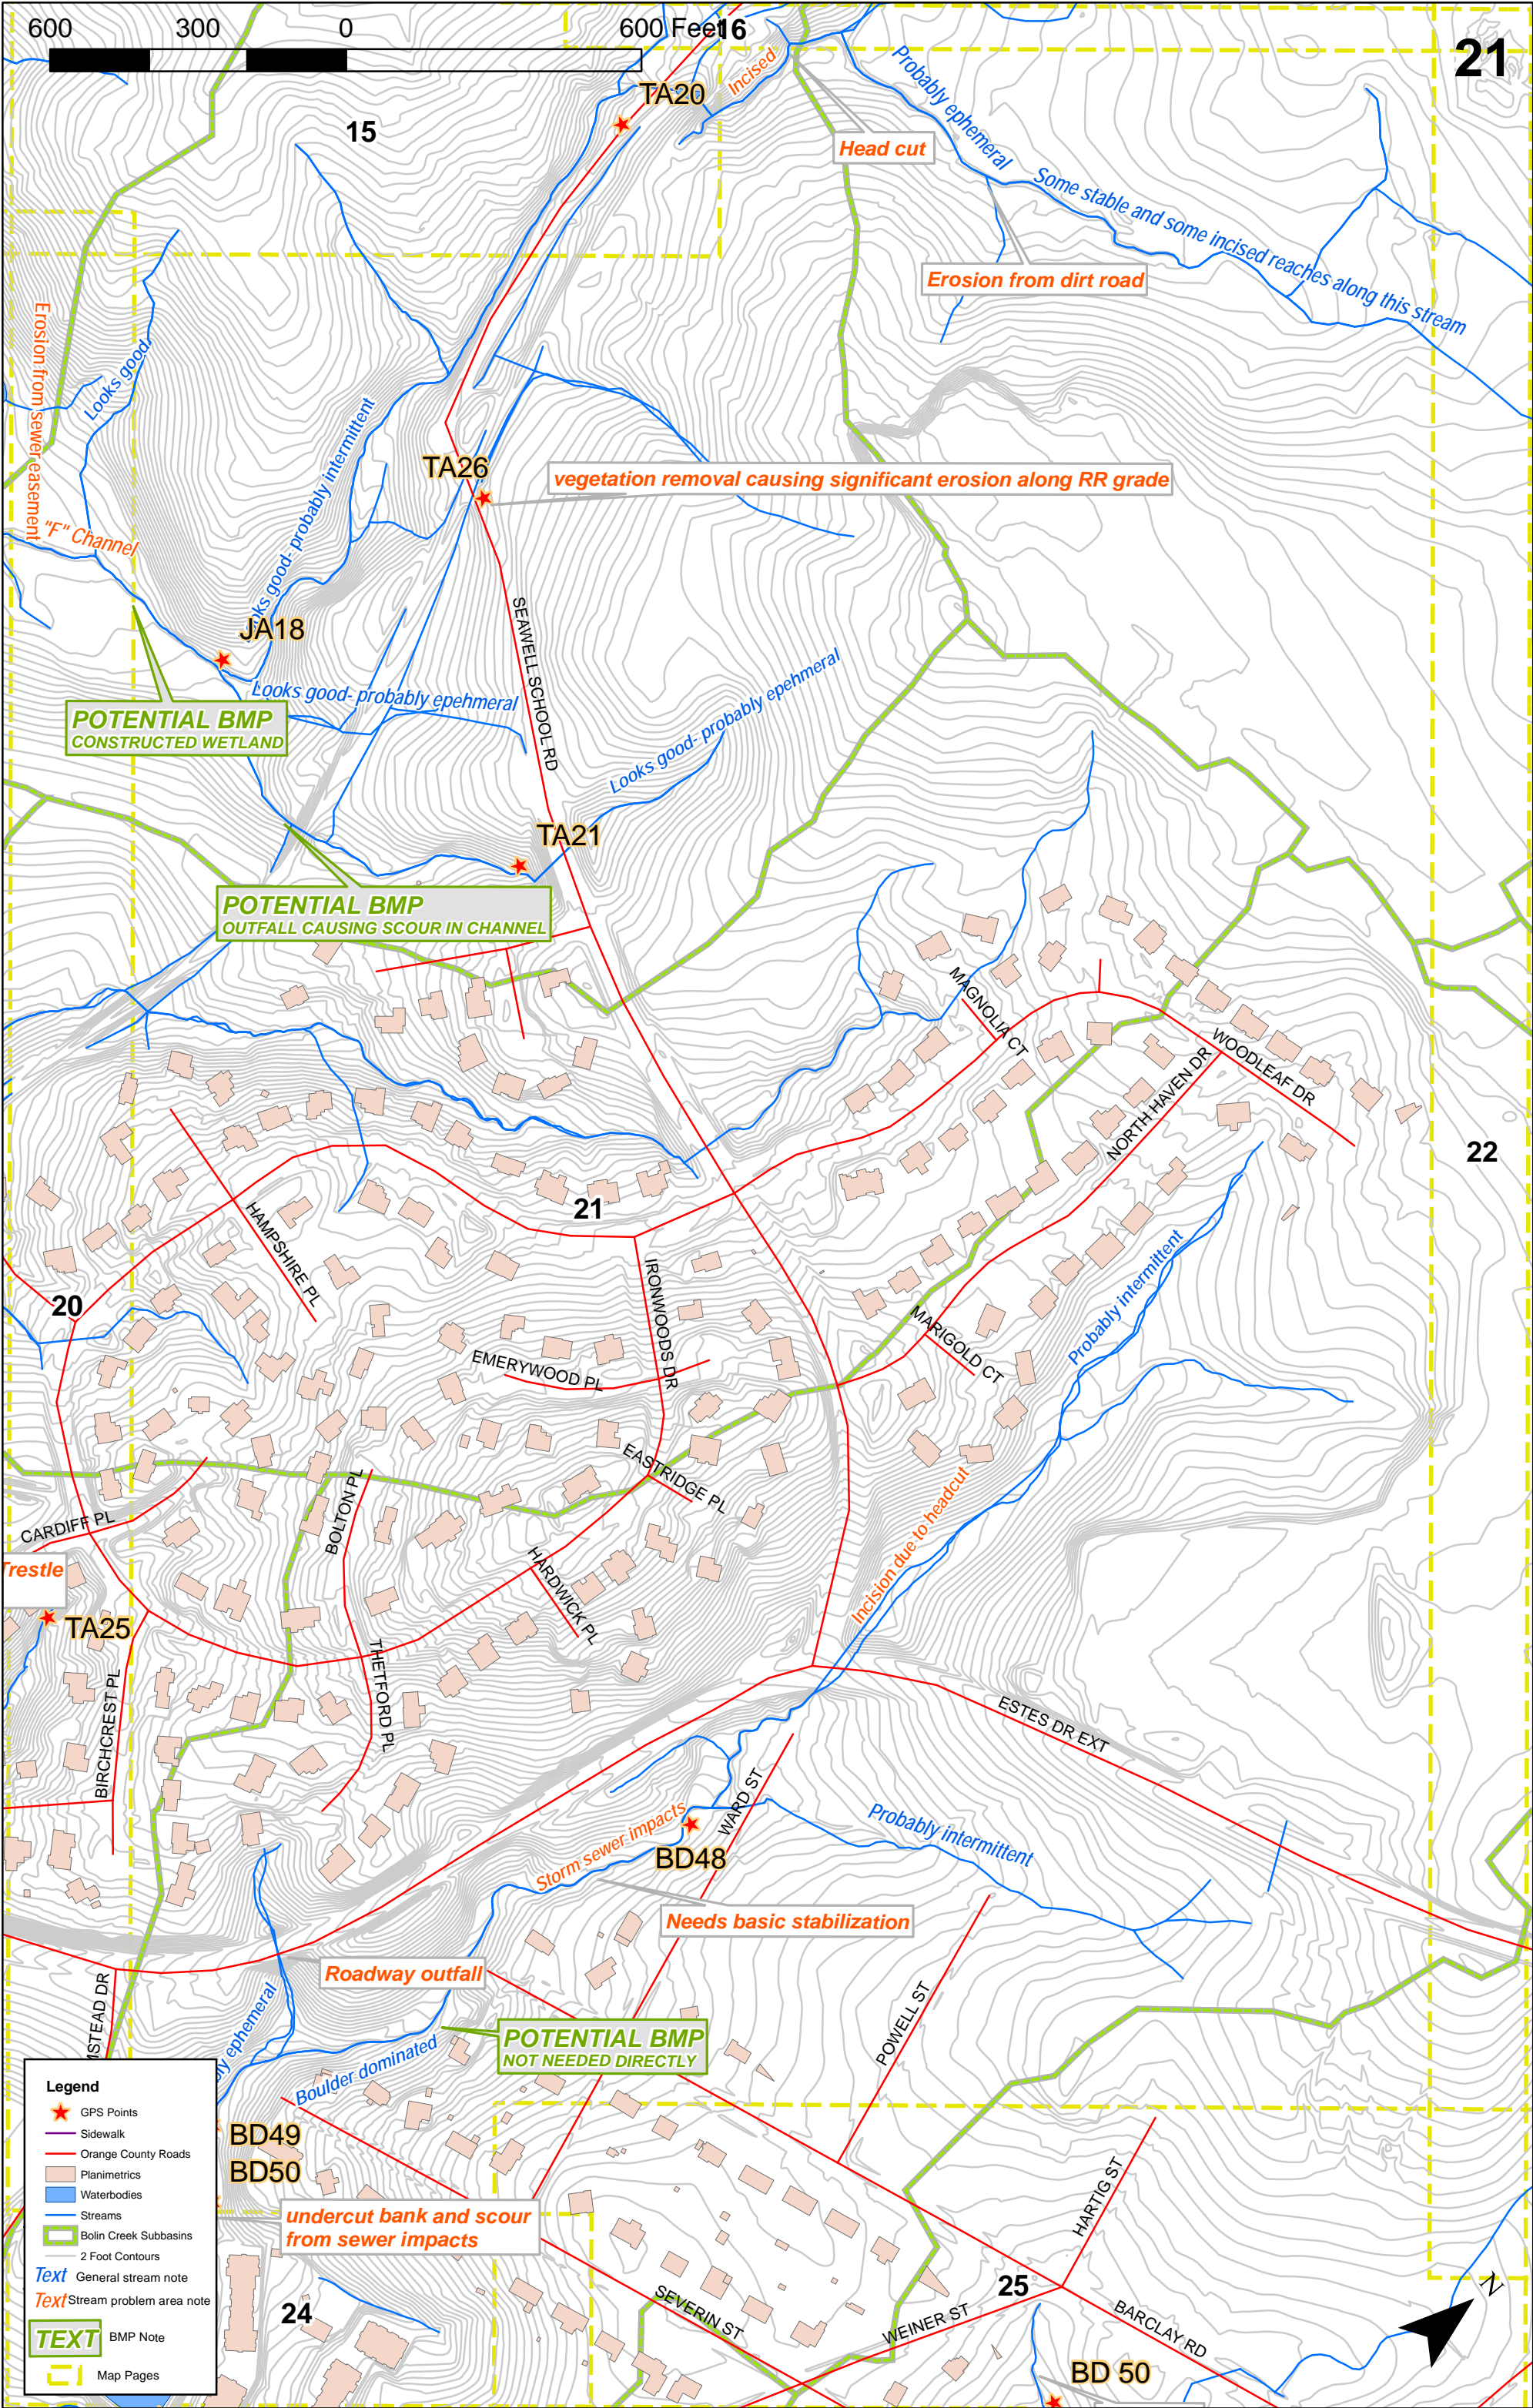 600
300
0
600 Feet
16
21
TA20
Incised
15
Probably ephemeral
Head cut
Some stable and some incised reaches along this stream
Erosion from dirt road
Erosion from sewer easement
Looks good
TA26
vegetation removal causing significant erosion along RR grade
"F" Channel
ks good- probably intermittent
JA18
SEAWELL SCHOOL RD
Looks good- probably epehmeral
Looks good- probably epehmeral
POTENTIAL BMP
CONSTRUCTED WETLAND
TA21
POTENTIAL BMP
OUTFALL CAUSING SCOUR IN CHANNEL
MAGNOLIA CT
WOODLEAF DR
NORTH HAVEN DR
22
21
HAMPSHIRE PL
20
IRONWOODS DR
Probably intermittent
MARIGOLD CT
EMERYWOOD PL
EASTRIDGE PL
BOLTON PL
CARDIFF PL
Incision due to headcut
HARDWICK PL
Trestle
TA25
THETFORD PL
BIRCHCREST PL
ESTES DR EXT
WARD ST
Storm sewer impacts
Probably intermittent
BD48
Needs basic stabilization
Roadway outfall
MSTEAD DR
ly ephemeral
POWELL ST
POTENTIAL BMP
NOT NEEDED DIRECTLY
Boulder dominated
BD49
BD50
HARTIG ST
undercut bank and scour
from sewer impacts
24
25
SEVERIN ST
WEINER ST
BARCLAY RD
BD 50
N
Legend
GPS Points
Sidewalk
Orange County Roads
Planimetrics
Waterbodies
Streams
Bolin Creek Subbasins
2 Foot Contours
Text General stream note
Text Stream problem area note
TEXT BMP Note
Map Pages